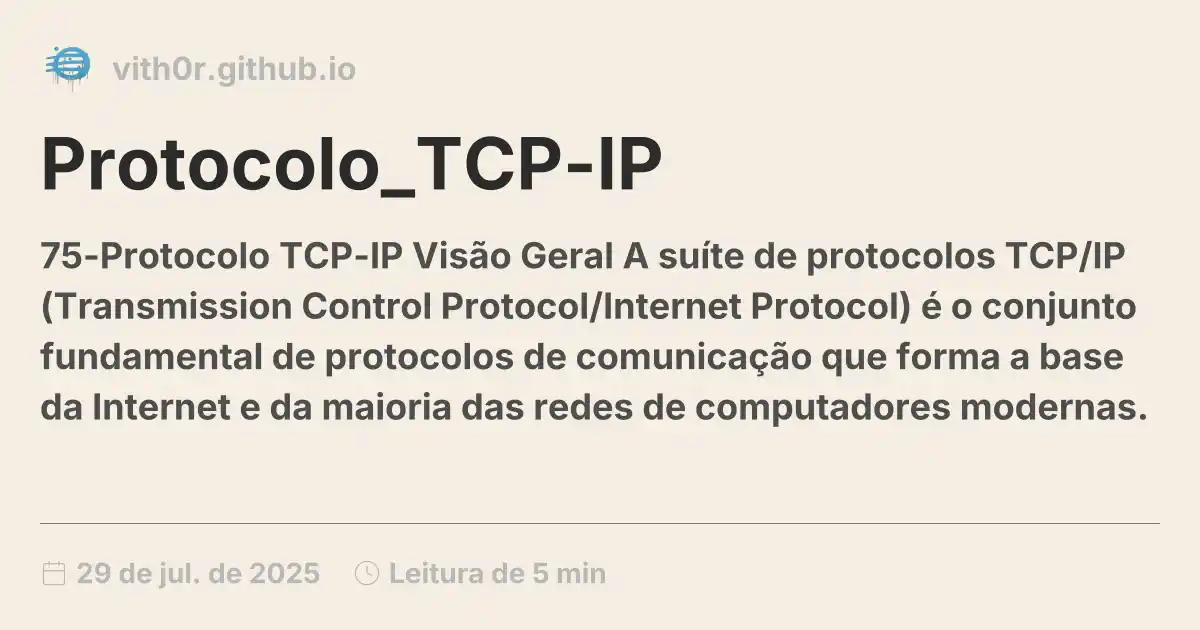 vith0r.github.io
Protocolo_TCP-IP
75-Protocolo TCP-IP Visão Geral A suíte de protocolos TCP/IP
(Transmission Control Protocol/Internet Protocol) é o conjunto
fundamental de protocolos de comunicação que forma a base
da Internet e da maioria das redes de computadores modernas.
29 de jul. de 2025 Leitura de 5 min